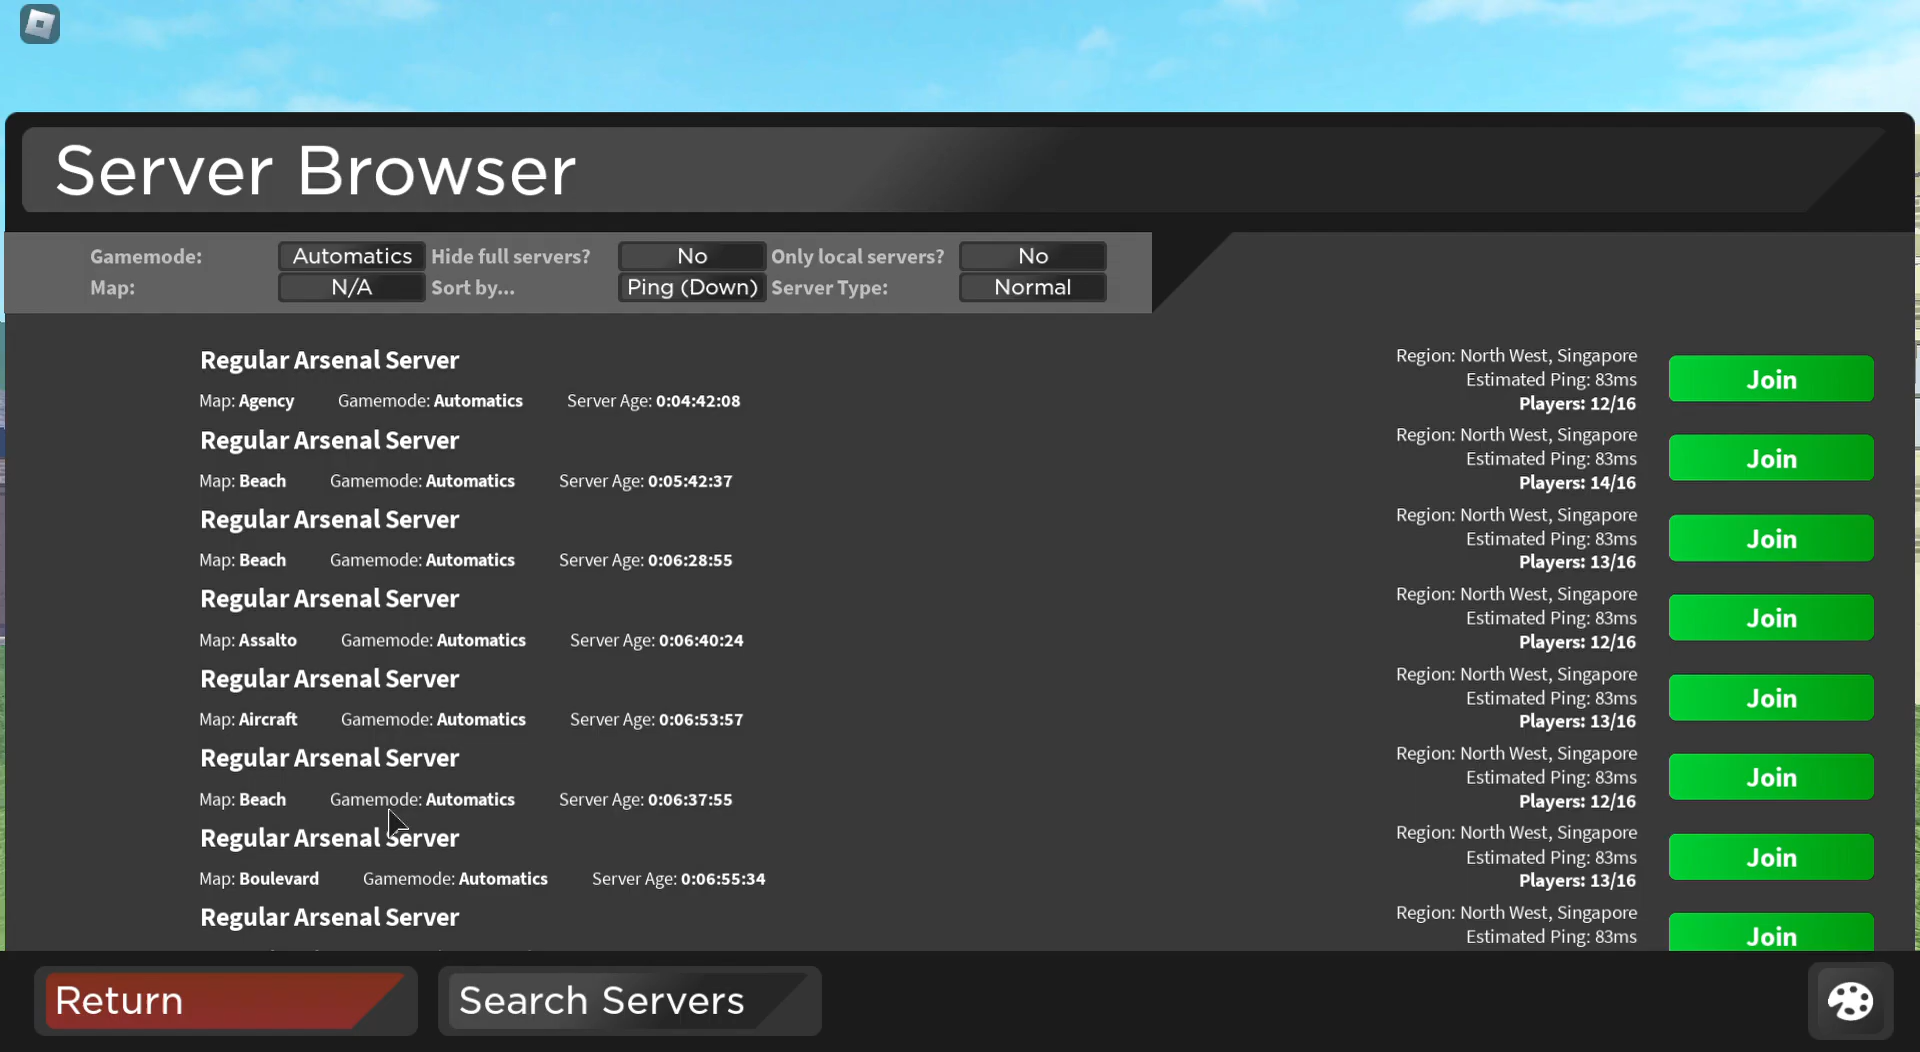 Server Browser
Gamemode: Automatics Hide full servers? No Only local servers? No
Map: N/A Sort by... Ping (Down) Server Type: Normal
Regular Arsenal Server
Map: Agency Gamemode: Automatics Server Age: 0:04:42:08
Region: North West, Singapore
Estimated Ping: 83ms
Players: 12/16
Join
Regular Arsenal Server
Map: Beach Gamemode: Automatics Server Age: 0:05:42:37
Region: North West, Singapore
Estimated Ping: 83ms
Players: 14/16
Join
Regular Arsenal Server
Map: Beach Gamemode: Automatics Server Age: 0:06:28:55
Region: North West, Singapore
Estimated Ping: 83ms
Players: 13/16
Join
Regular Arsenal Server
Map: Assalto Gamemode: Automatics Server Age: 0:06:40:24
Region: North West, Singapore
Estimated Ping: 83ms
Players: 12/16
Join
Regular Arsenal Server
Map: Aircraft Gamemode: Automatics Server Age: 0:06:53:57
Region: North West, Singapore
Estimated Ping: 83ms
Players: 13/16
Join
Regular Arsenal Server
Map: Beach Gamemode: Automatics Server Age: 0:06:37:55
Region: North West, Singapore
Estimated Ping: 83ms
Players: 12/16
Join
Regular Arsenal Server
Map: Boulevard Gamemode: Automatics Server Age: 0:06:55:34
Region: North West, Singapore
Estimated Ping: 83ms
Players: 13/16
Join
Regular Arsenal Server
Region: North West, Singapore
Estimated Ping: 83ms
Join
Return
Search Servers